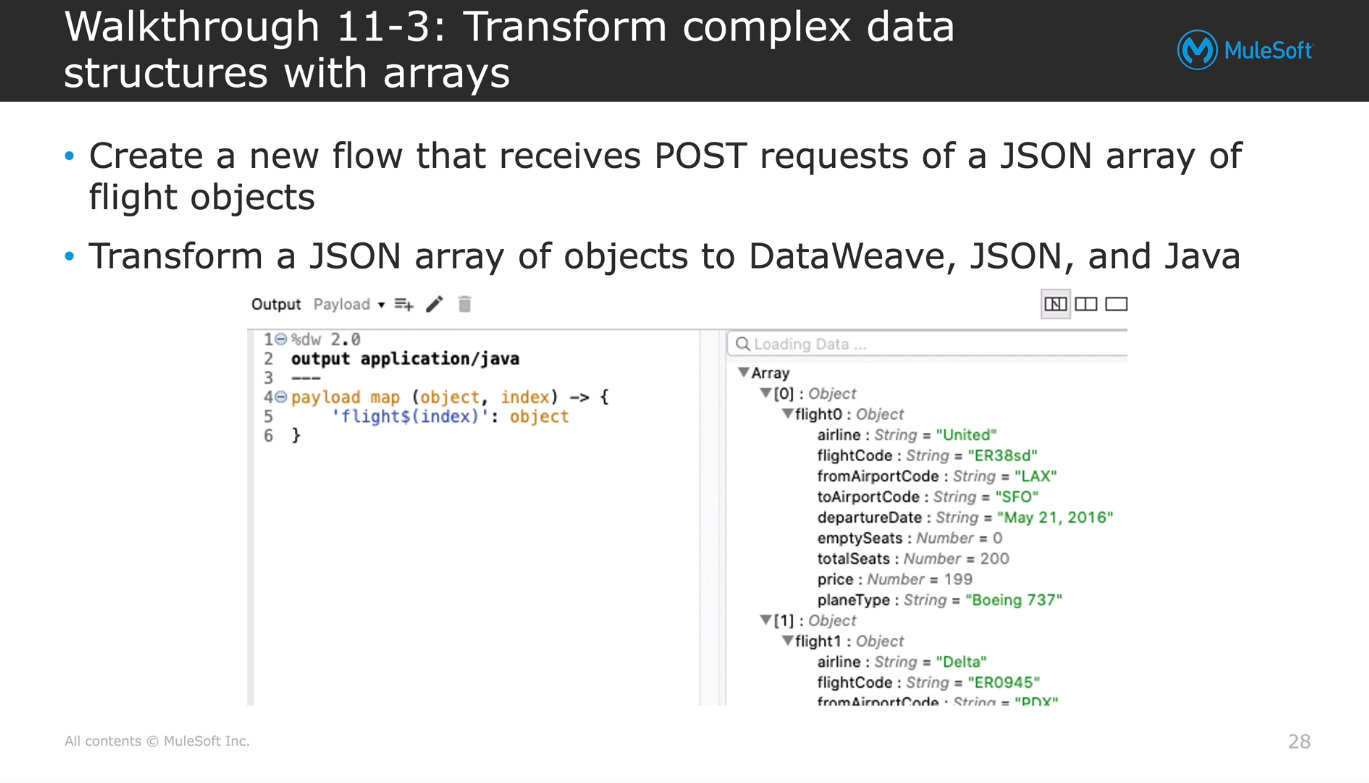 Walkthrough 11-3: Transform complex data
structures with arrays
MuleSoft
• Create a new flow that receives POST requests of a JSON array of
flight objects
• Transform a JSON array of objects to DataWeave, JSON, and Java
Output Payload
1 %dw 2.0
2 output application/java
3 ---
4 payload map (object, index) -> {
5 'flight$(index)': object
6 }
Loading Data ...
Array
[0] : Object
flight0 : Object
airline : String = "United"
flightCode : String = "ER38sd"
fromAirportCode : String = "LAX"
toAirportCode : String = "SFO"
departureDate : String = "May 21, 2016"
emptySeats : Number = 0
totalSeats : Number = 200
price : Number = 199
planeType : String = "Boeing 737"
[1] : Object
flight1 : Object
airline : String = "Delta"
flightCode : String = "ER0945"
fromAirportCode : String = "PDX"
All contents © MuleSoft Inc.
28